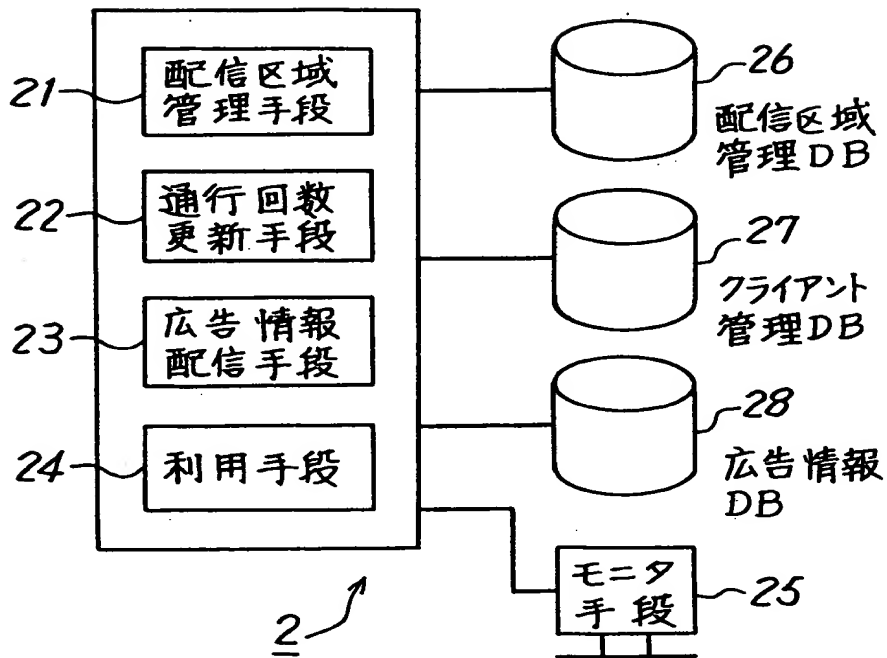 21
配信区域
管理手段
22
通行回数
更新手段
23
広告情報
配信手段
24
利用手段
2
26
配信区域
管理DB
27
クライアント
管理DB
28
広告情報
DB
モニタ
手段
25